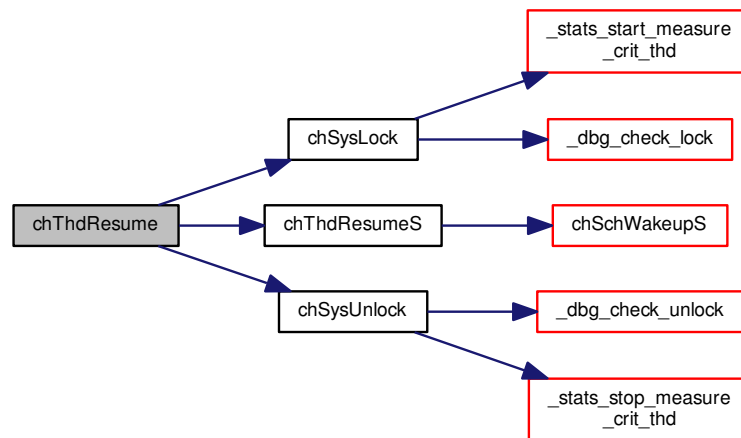 _stats_start_measure
_crit_thd
chSysLock
_dbg_check_lock
chThdResume
chThdResumeS
chSchWakeupS
chSysUnlock
_dbg_check_unlock
_stats_stop_measure
_crit_thd